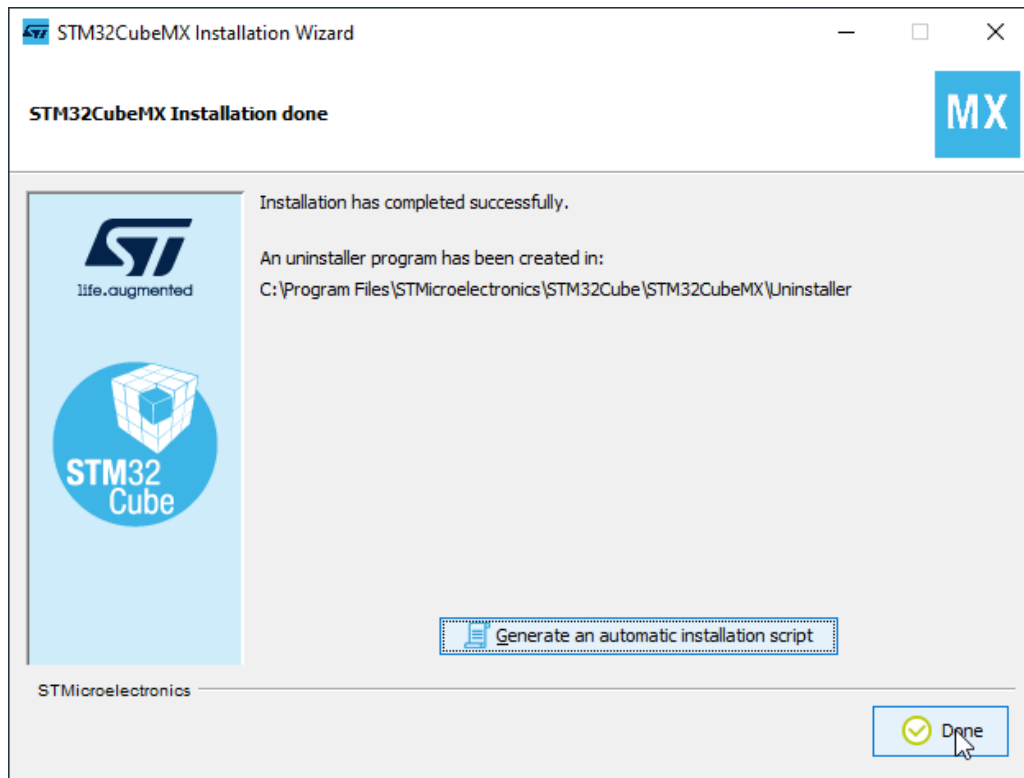 STM32CubeMX Installation Wizard
STM32CubeMX Installation done
MX
Installation has completed successfully.
An uninstaller program has been created in:
C:\Program Files\STMicroelectronics\STM32Cube\STM32CubeMX\Uninstaller
ST
life.augmented
STM32
Cube
Generate an automatic installation script
STMicroelectronics
Done